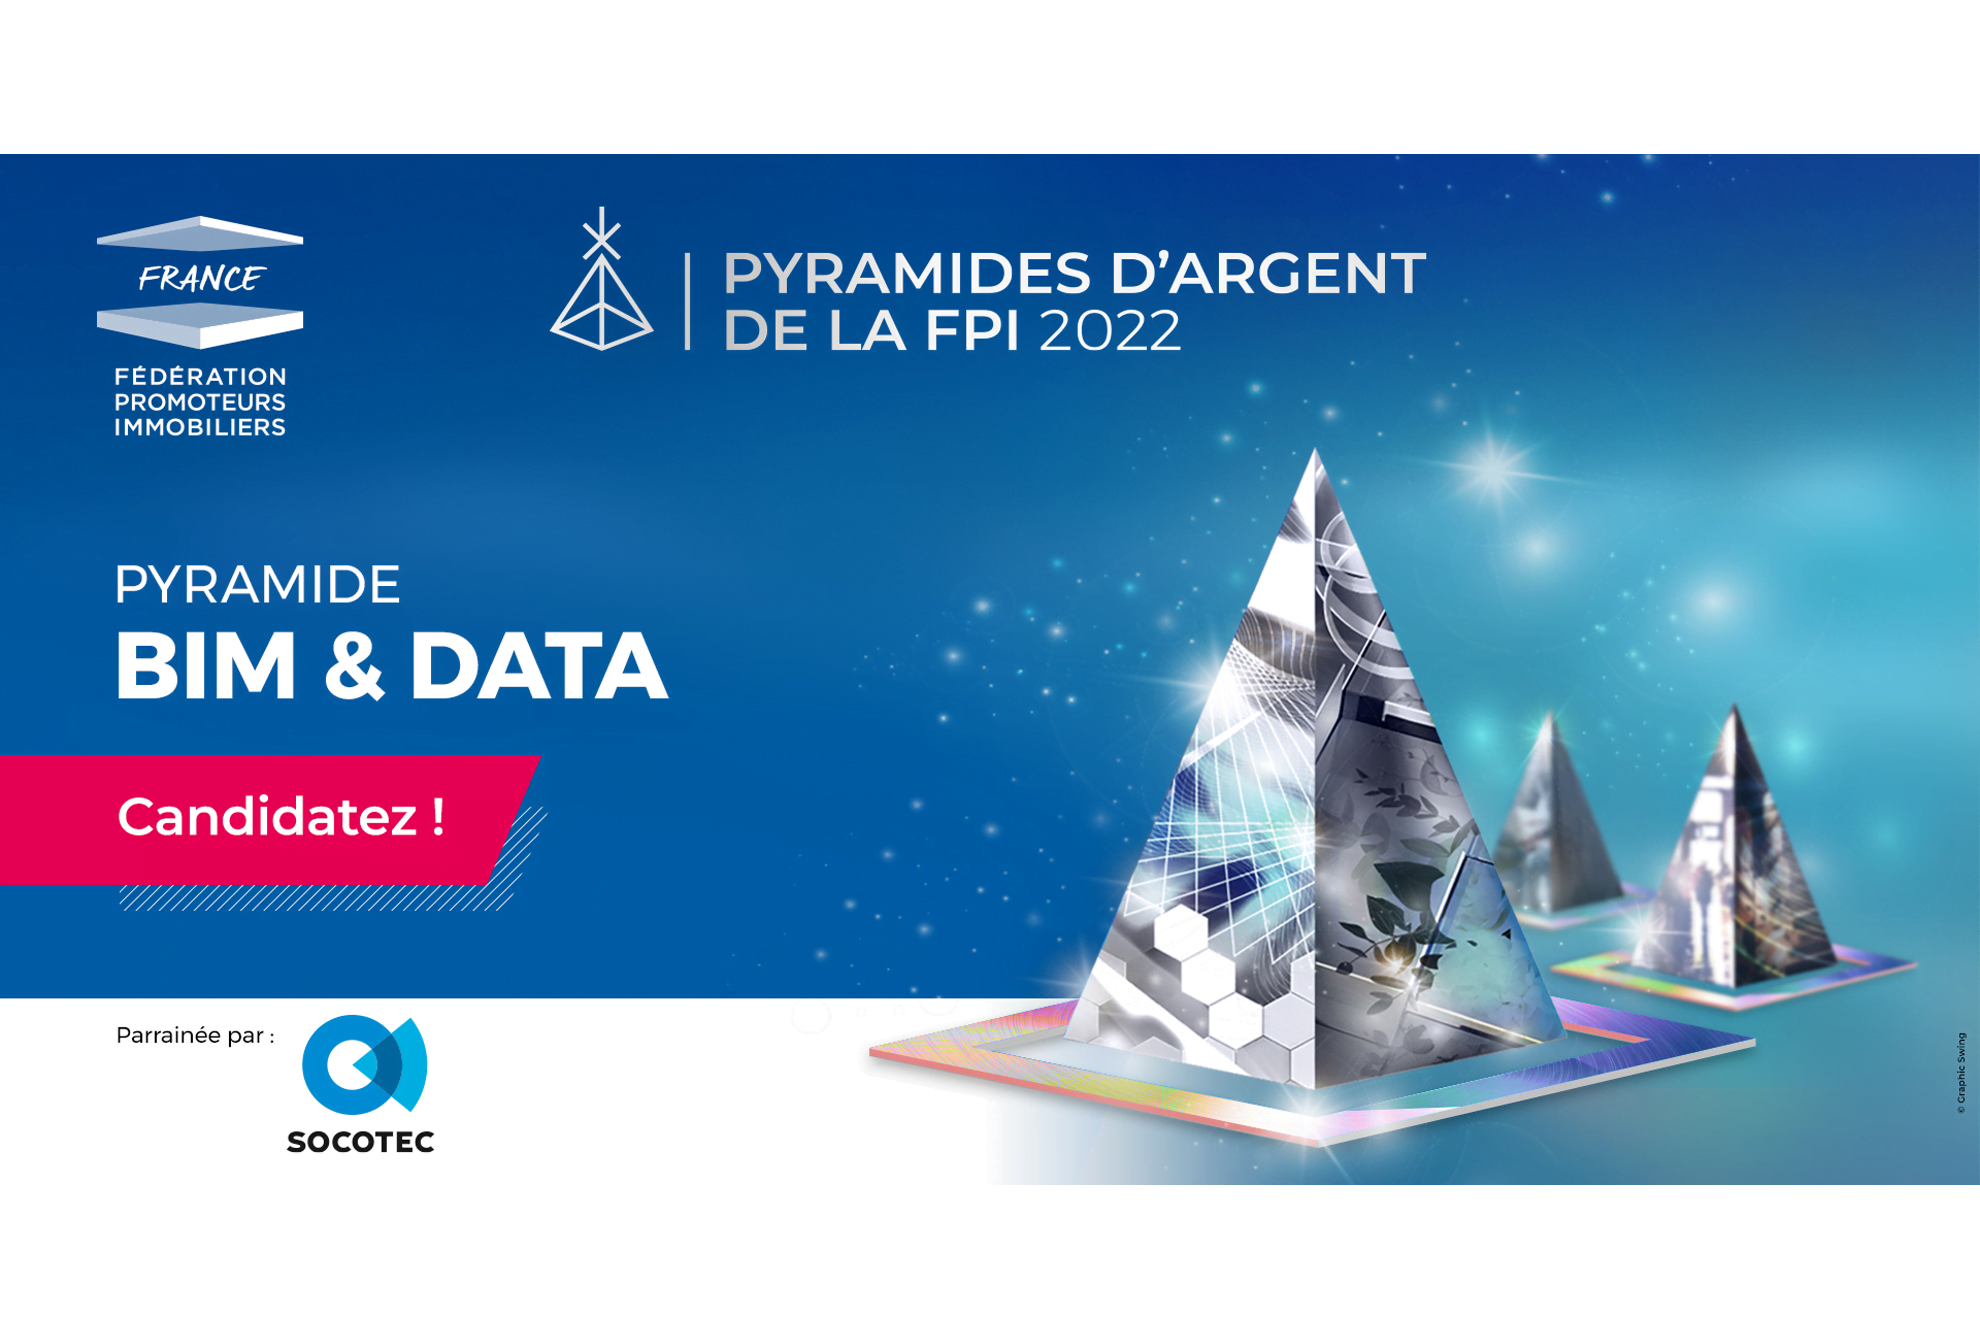 FRANCE
FÉDÉRATION
PROMOTEURS
IMMOBILIERS
PYRAMIDES D’ARGENT
DE LA FPI 2022
PYRAMIDE
BIM & DATA
Candidatez !
Parrainée par :
SOCOTEC
© Graphic Swing